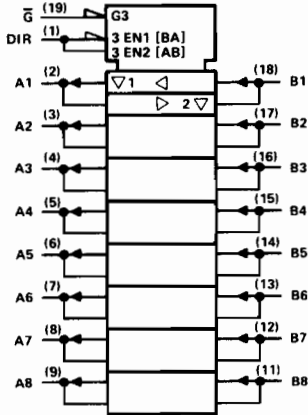 G̅ (19) G3
DIR (1) 3 EN1 [BA]
3 EN2 [AB]
A1 (2) ▽1 ◁ (18) B1
▷ 2▽
A2 (3) (17) B2
A3 (4) (16) B3
A4 (5) (15) B4
A5 (6) (14) B5
A6 (7) (13) B6
A7 (8) (12) B7
A8 (9) (11) B8